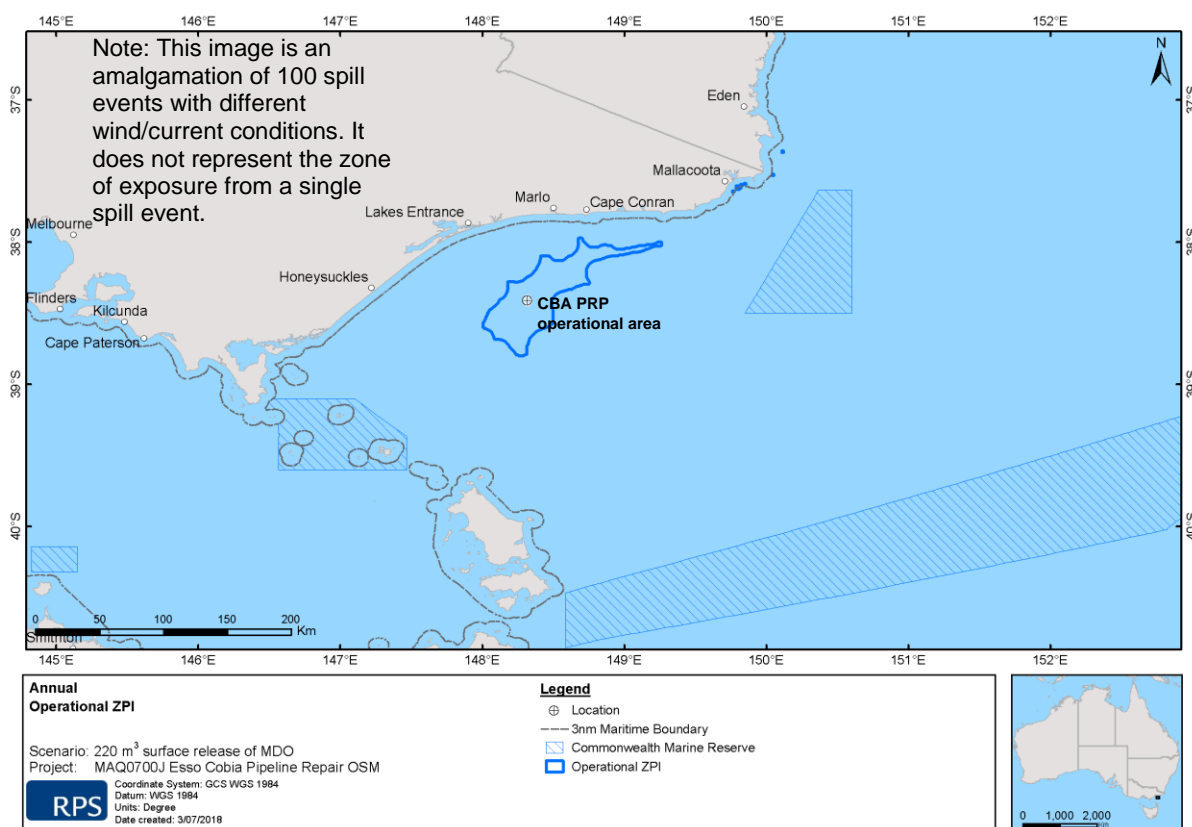 145°E 146°E 147°E 148°E 149°E 150°E 151°E 152°E
Note: This image is an
amalgamation of 100 spill
events with different
wind/current conditions. It
does not represent the zone
of exposure from a single
spill event.
N
37°S
37°S
Eden
Mallacoota
Marlo
Cape Conran
Lakes Entrance
Melbourne
38°S
38°S
Honeysuckles
CBA PRP
operational area
Flinders
Kilcunda
Cape Paterson
39°S
39°S
40°S
40°S
0 50 100 150 200
Km
Smithton
145°E 146°E 147°E 148°E 149°E 150°E 151°E 152°E
Annual
Operational ZPI
Scenario: 220 m³ surface release of MDO
Project: MAQ0700J Esso Cobia Pipeline Repair OSM
RPS
Coordinate System: GCS WGS 1984
Datum: WGS 1984
Units: Degree
Date created: 3/07/2018
Legend
Location
3nm Maritime Boundary
Commonwealth Marine Reserve
Operational ZPI
0 1,000 2,000
Km